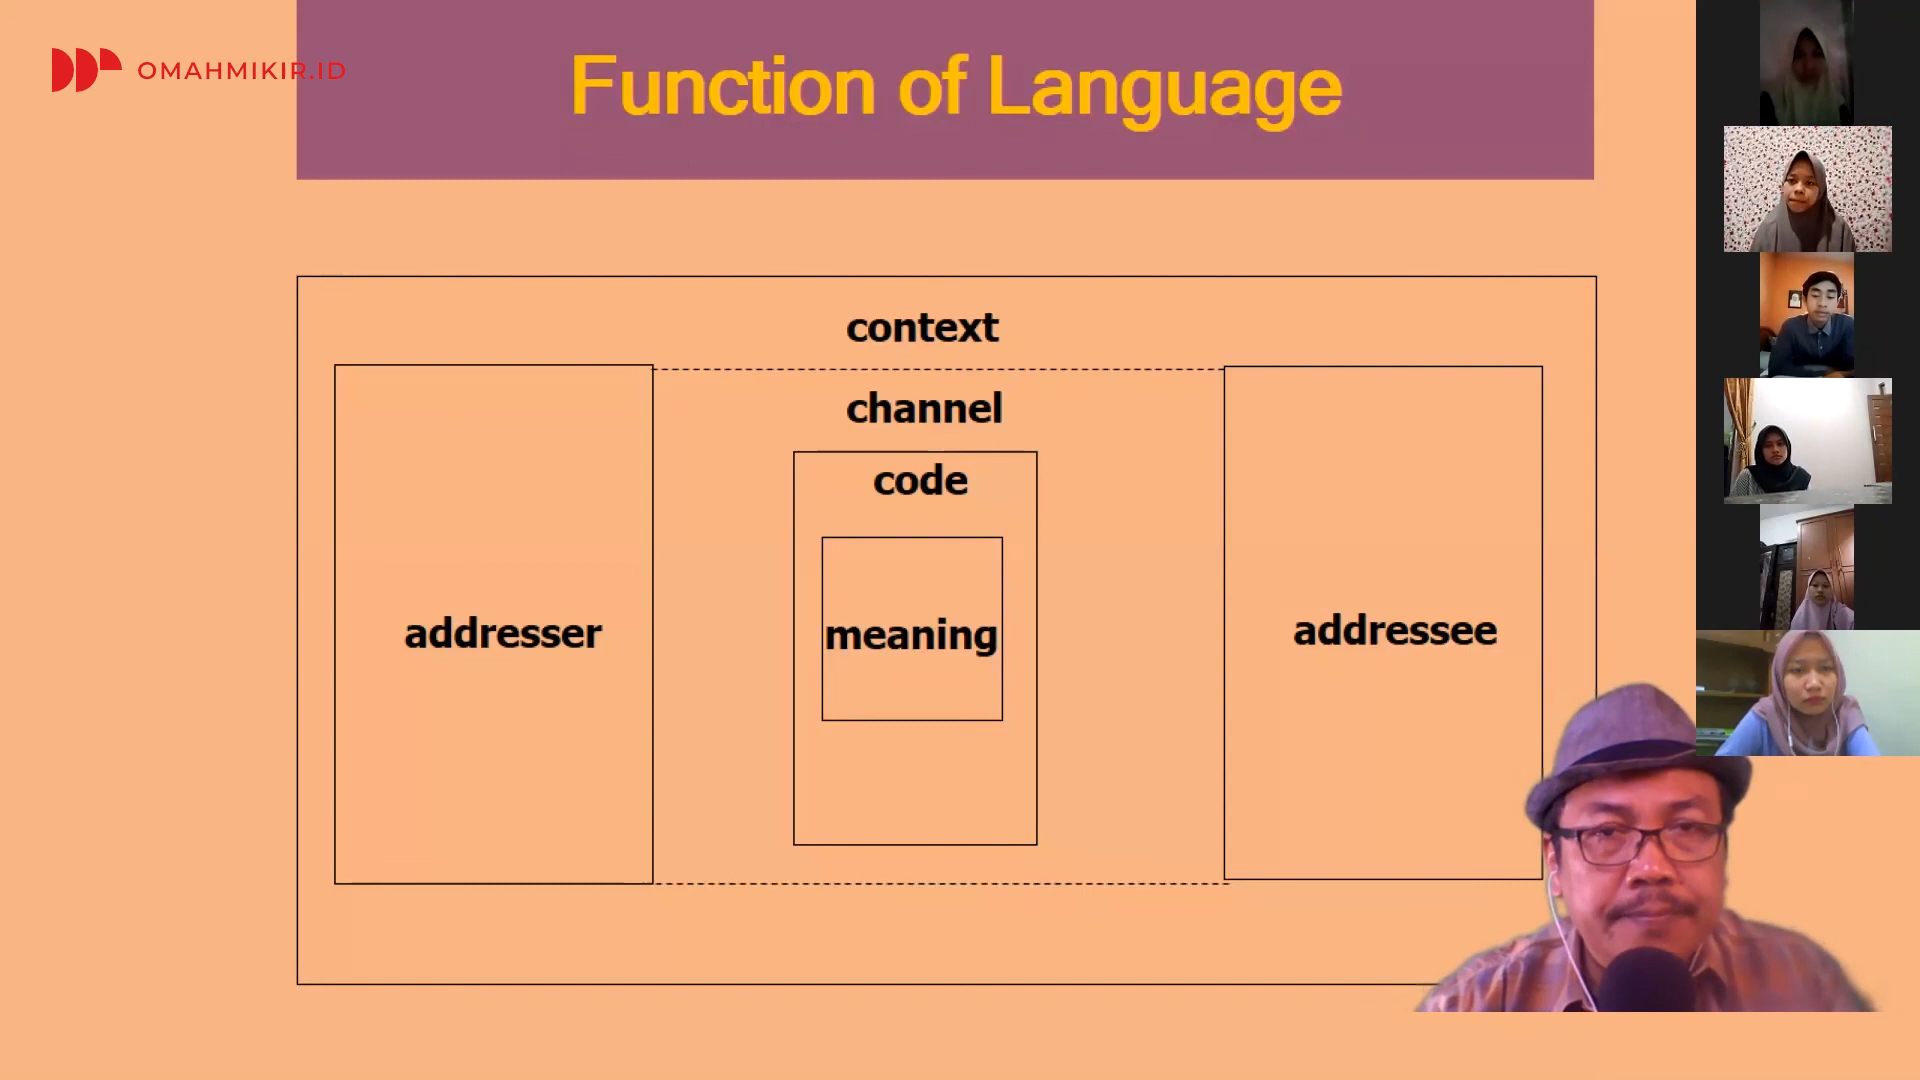 OMAHMIKIR.ID
Function of Language
context
channel
code
addresser
meaning
addressee